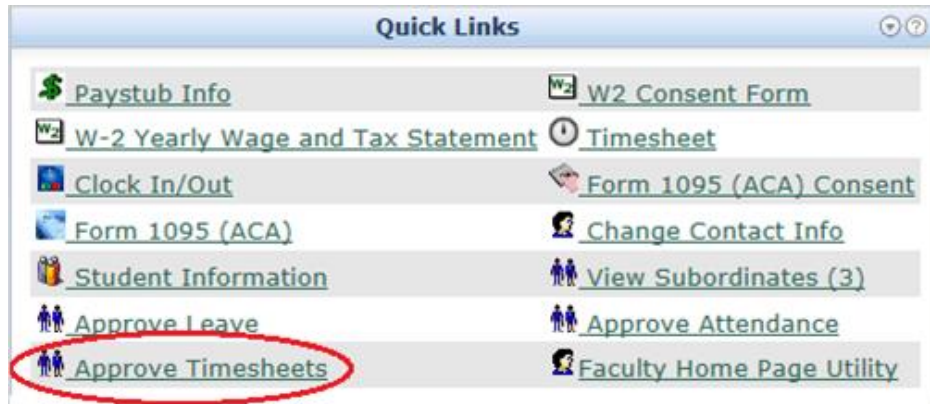 Quick Links
Paystub Info
W2 W2 Consent Form
W2 W-2 Yearly Wage and Tax Statement
Timesheet
Clock In/Out
Form 1095 (ACA) Consent
Form 1095 (ACA)
Change Contact Info
Student Information
View Subordinates (3)
Approve Leave
Approve Attendance
Approve Timesheets
Faculty Home Page Utility